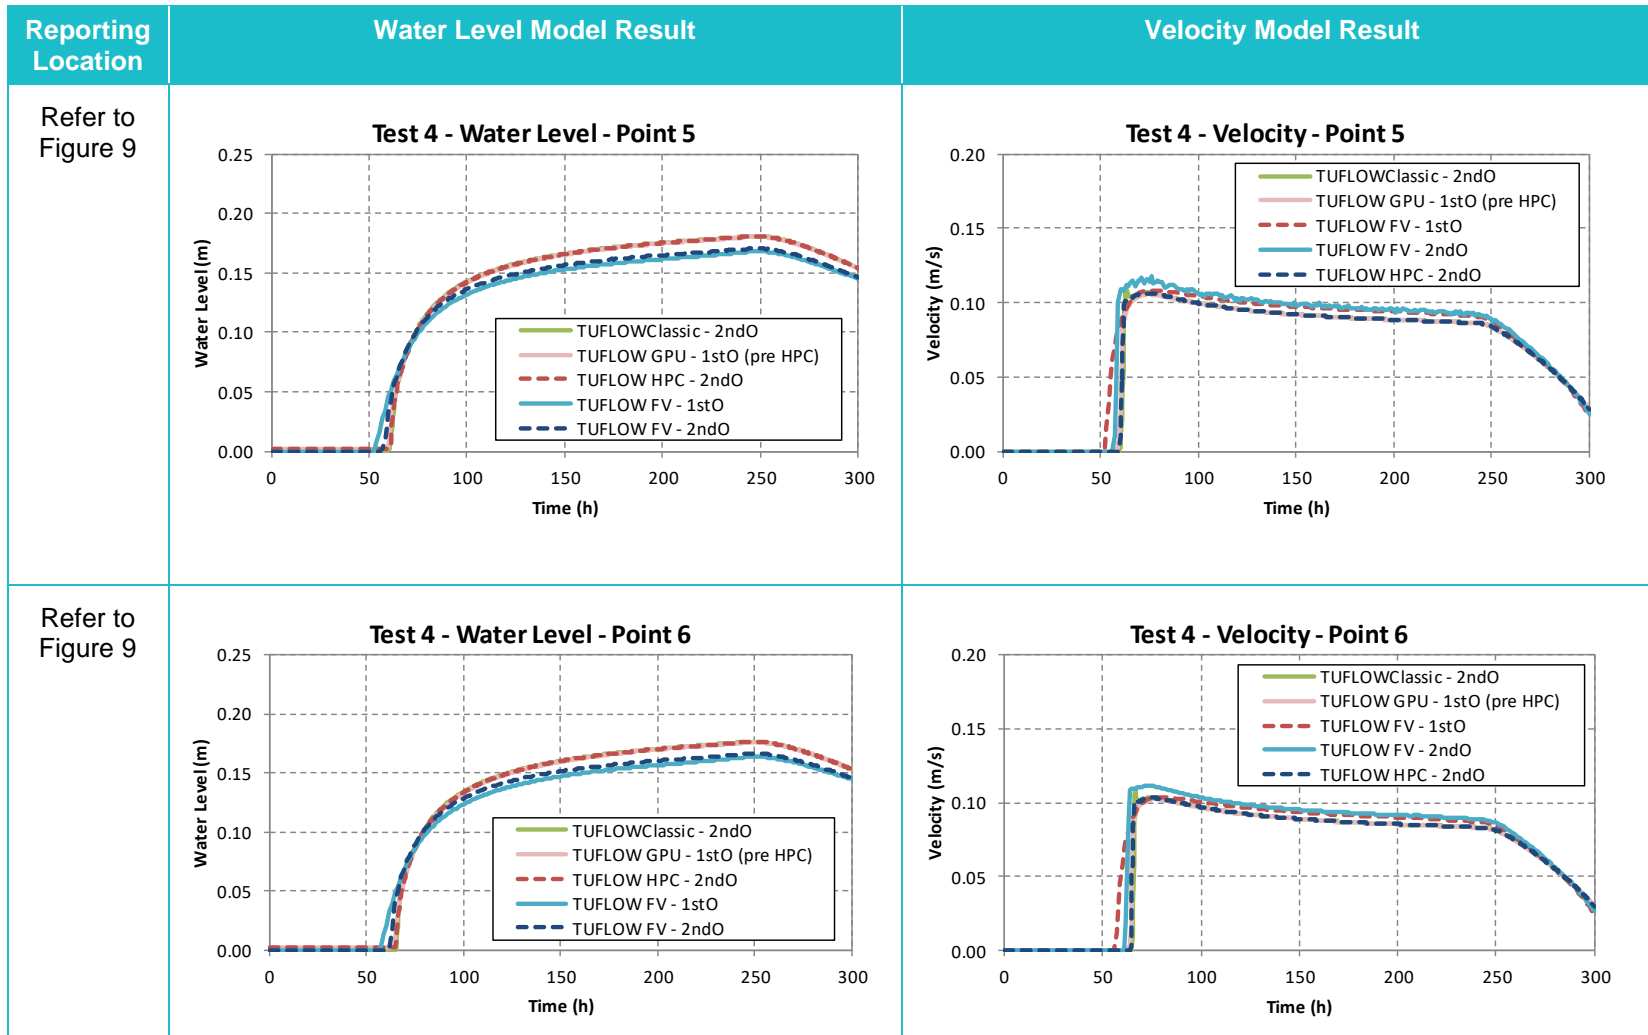 Reporting
Location
Water Level Model Result
Velocity Model Result
Refer to
Figure 9
Test 4 - Water Level - Point 5
0.25
0.20
0.15
0.10
0.05
0.00
Water Level (m)
0 50 100 150 200 250 300
Time (h)
TUFLOWClassic - 2ndO
TUFLOW GPU - 1stO (pre HPC)
TUFLOW HPC - 2ndO
TUFLOW FV - 1stO
TUFLOW FV - 2ndO
Test 4 - Velocity - Point 5
0.20
0.15
0.10
0.05
0.00
Velocity (m/s)
0 50 100 150 200 250 300
Time (h)
TUFLOWClassic - 2ndO
TUFLOW GPU - 1stO (pre HPC)
TUFLOW FV - 1stO
TUFLOW FV - 2ndO
TUFLOW HPC - 2ndO
Refer to
Figure 9
Test 4 - Water Level - Point 6
0.25
0.20
0.15
0.10
0.05
0.00
Water Level (m)
0 50 100 150 200 250 300
Time (h)
TUFLOWClassic - 2ndO
TUFLOW GPU - 1stO (pre HPC)
TUFLOW HPC - 2ndO
TUFLOW FV - 1stO
TUFLOW FV - 2ndO
Test 4 - Velocity - Point 6
0.20
0.15
0.10
0.05
0.00
Velocity (m/s)
0 50 100 150 200 250 300
Time (h)
TUFLOWClassic - 2ndO
TUFLOW GPU - 1stO (pre HPC)
TUFLOW FV - 1stO
TUFLOW FV - 2ndO
TUFLOW HPC - 2ndO